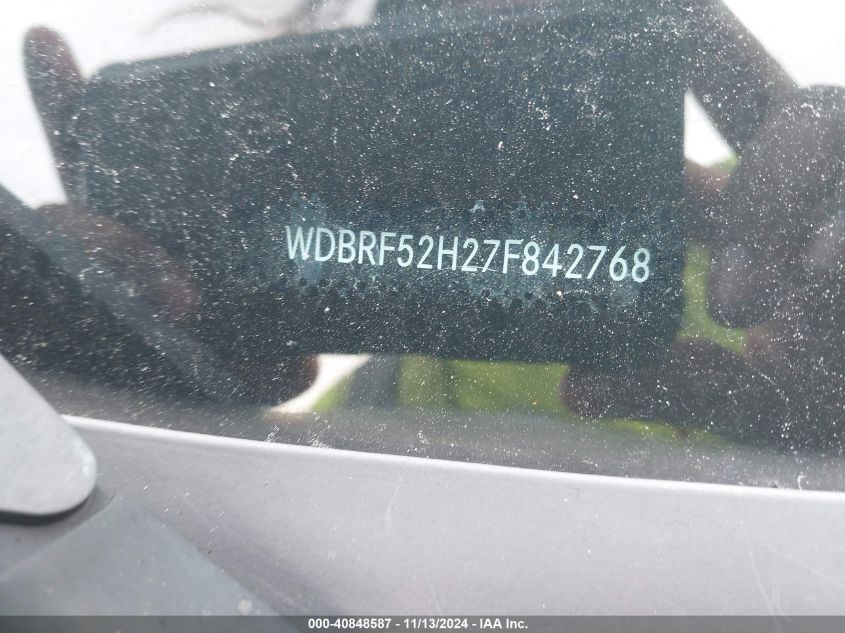 WDBRF52H27F842768
000-40848587 - 11/13/2024 - IAA Inc.